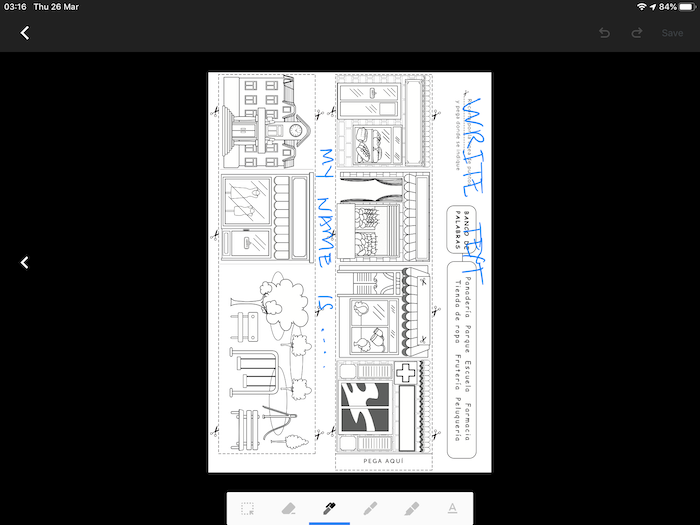 03:16 Thu 26 Mar
84%
Save
y pega donde se indique
WRITE
BANCO DE
PALABRAS
Panadería Parque Escuela Farmacia
Tienda de ropa Frutería Peluquería
MY NAME IS.....
PEGA AQUÍ
A